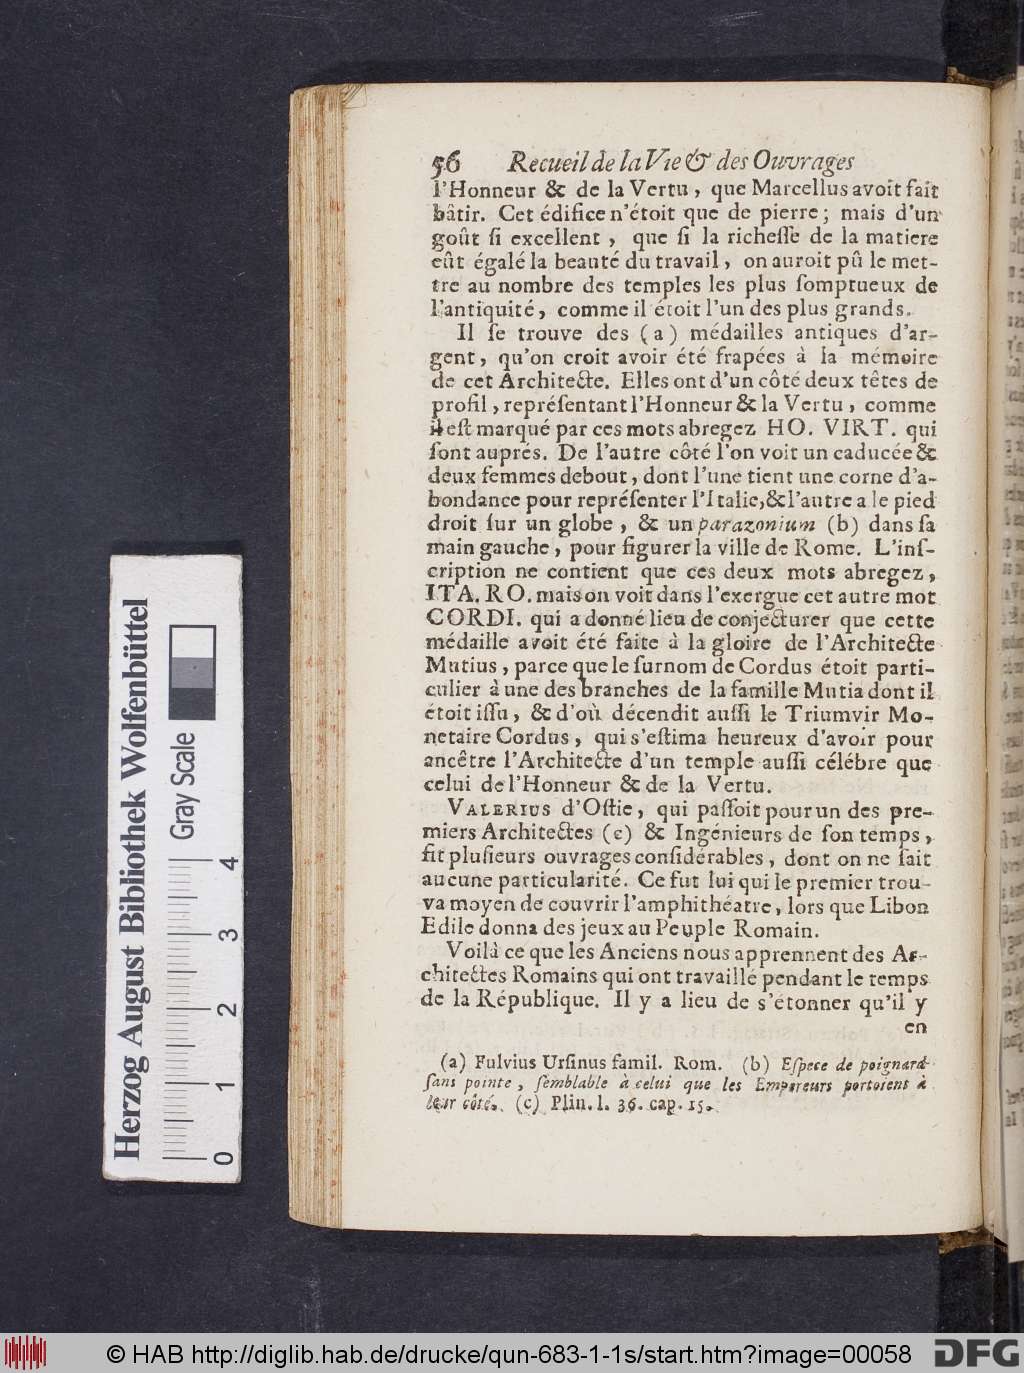 56 Recueil de la Vie & des Ouvrages
l'Honneur & de la Vertu, que Marcellus avoit fait
bâtir. Cet édifice n'étoit que de pierre; mais d'un
goût ſi excellent, que ſi la richeſſe de la matiere
eût égalé la beauté du travail, on auroit pû le met-
tre au nombre des temples les plus ſomptueux de
l'antiquité, comme il étoit l'un des plus grands.
Il ſe trouve des (a) médailles antiques d'ar-
gent, qu'on croit avoir été frapées à la mémoire
de cet Architecte. Elles ont d'un côté deux têtes de
profil, repréſentant l'Honneur & la Vertu, comme
il eſt marqué par ces mots abregez HO. VIRT. qui
ſont auprés. De l'autre côté l'on voit un caducée &
deux femmes debout, dont l'une tient une corne d'a-
bondance pour repréſenter l'Italie, & l'autre a le pied
droit ſur un globe, & un parazonium (b) dans ſa
main gauche, pour figurer la ville de Rome. L'inſ-
cription ne contient que ces deux mots abregez,
ITA. RO. mais on voit dans l'exergue cet autre mot
CORDI. qui a donné lieu de conjecturer que cette
médaille avoit été faite à la gloire de l'Architecte
Mutius, parce que le ſurnom de Cordus étoit parti-
culier à une des branches de la famille Mutia dont il
étoit iſſu, & d'où décendit auſſi le Triumvir Mo-
netaire Cordus, qui s'eſtima heureux d'avoir pour
ancêtre l'Architecte d'un temple auſſi célébre que
celui de l'Honneur & de la Vertu.
VALERIUS d'Oſtie, qui paſſoit pour un des pre-
miers Architectes (c) & Ingénieurs de ſon temps,
fit pluſieurs ouvrages conſidérables, dont on ne ſait
aucune particularité. Ce fut lui qui le premier trou-
va moyen de couvrir l'amphithéatre, lors que Libon
Edile donna des jeux au Peuple Romain.
Voilà ce que les Anciens nous apprennent des Ar-
chitectes Romains qui ont travaillé pendant le temps
de la République. Il y a lieu de s'étonner qu'il y
en
(a) Fulvius Urſinus famil. Rom. (b) Eſpece de poignard
ſans pointe, ſemblable à celui que les Empereurs portoient à
leur côté. (c) Plin. l. 36. cap. 15.
Herzog August Bibliothek Wolfenbüttel
Gray Scale
0 1 2 3 4
© HAB http://diglib.hab.de/drucke/qun-683-1-1s/start.htm?image=00058
DFG